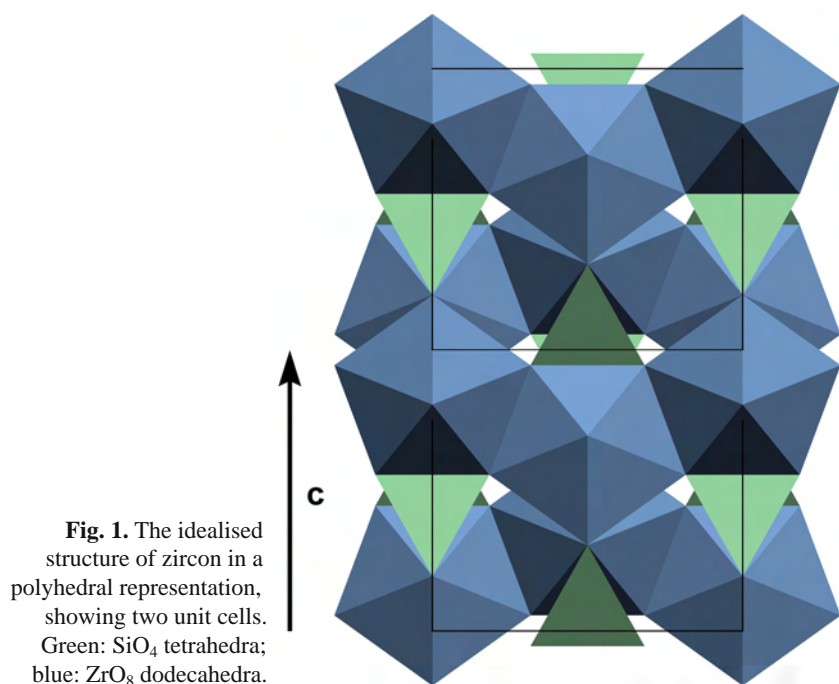 c
Fig. 1. The idealised
structure of zircon in a
polyhedral representation,
showing two unit cells.
Green: SiO₄ tetrahedra;
blue: ZrO₈ dodecahedra.